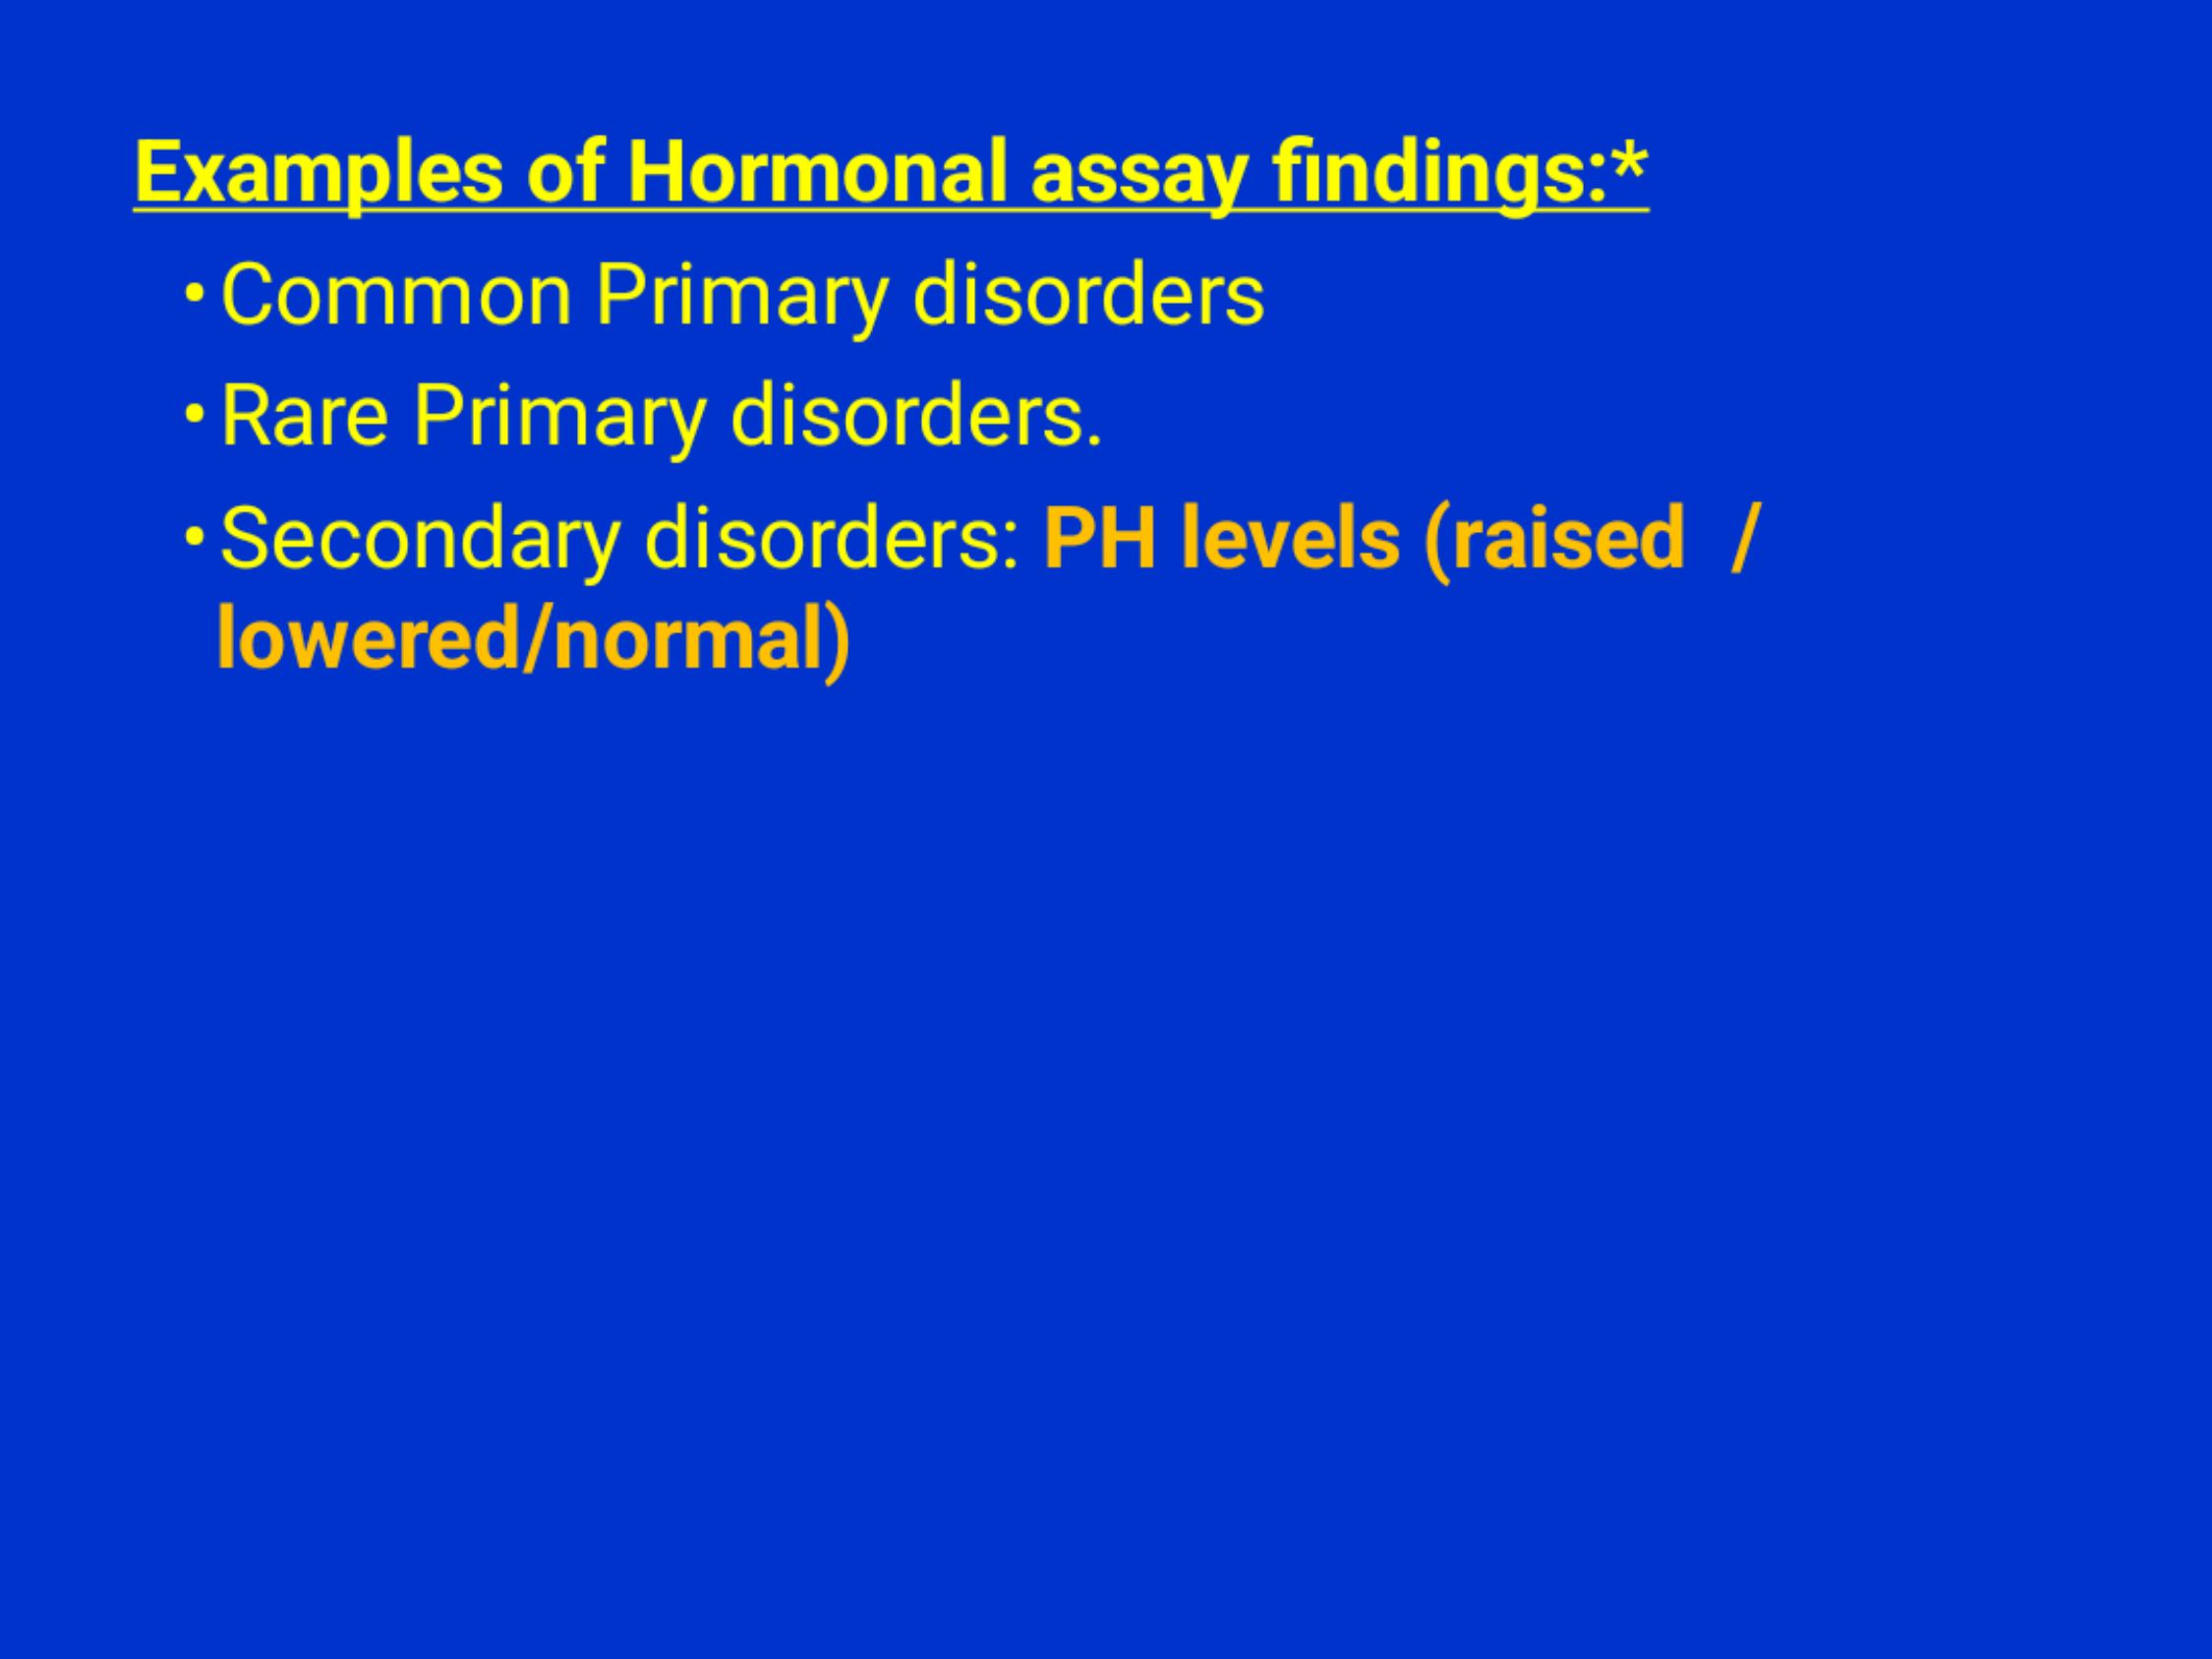 Examples of Hormonal assay findings:*
• Common Primary disorders
• Rare Primary disorders.
• Secondary disorders: PH levels (raised  /
lowered/normal)